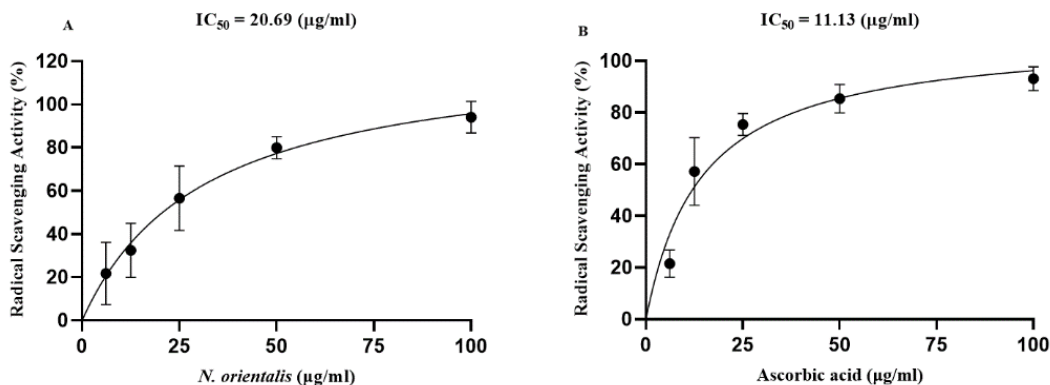 A
IC50 = 20.69 (µg/ml)
Radical Scavenging Activity (%)
120
100
80
60
40
20
0
0 25 50 75 100
N. orientalis (µg/ml)
B
IC50 = 11.13 (µg/ml)
Radical Scavenging Activity (%)
100
80
60
40
20
0
0 25 50 75 100
Ascorbic acid (µg/ml)